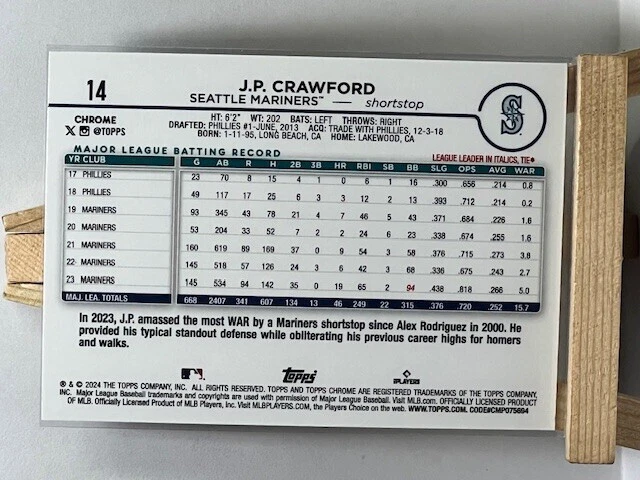 14
J.P. CRAWFORD
SEATTLE MARINERS™ — shortstop
S
CHROME
X @TOPPS
HT: 6'2" WT: 202 BATS: LEFT THROWS: RIGHT
DRAFTED: PHILLIES #1-JUNE, 2013 ACQ: TRADE WITH PHILLIES, 12-3-18
BORN: 1-11-95, LONG BEACH, CA HOME: LAKEWOOD, CA
MAJOR LEAGUE BATTING RECORD
LEAGUE LEADER IN ITALICS, TIE♦
YR CLUB G AB R H 2B 3B HR RBI SB BB SLG OPS AVG WAR
17 PHILLIES 23 70 8 15 4 1 0 6 1 16 .300 .656 .214 0.8
18 PHILLIES 49 117 17 25 6 3 3 12 2 13 .393 .712 .214 0.2
19 MARINERS 93 345 43 78 21 4 7 46 5 43 .371 .684 .226 1.6
20 MARINERS 53 204 33 52 7 2 2 24 6 23 .338 .674 .255 1.6
21 MARINERS 160 619 89 169 37 0 9 54 3 58 .376 .715 .273 3.8
22 MARINERS 145 518 57 126 24 3 6 42 3 68 .336 .675 .243 2.7
23 MARINERS 145 534 94 142 35 0 19 65 2 94 .438 .818 .266 5.0
MAJ. LEA. TOTALS 668 2407 341 607 134 13 46 249 22 315 .376 .720 .252 15.7
In 2023, J.P. amassed the most WAR by a Mariners shortstop since Alex Rodriguez in 2000. He
provided his typical standout defense while obliterating his previous career highs for homers
and walks.
topps
PLAYERS
® & © 2024 THE TOPPS COMPANY, INC. ALL RIGHTS RESERVED. TOPPS AND TOPPS CHROME ARE REGISTERED TRADEMARKS OF THE TOPPS COMPANY,
INC. Major League Baseball trademarks and copyrights are used with permission of Major League Baseball. Visit MLB.com. OFFICIALLY LICENSED PRODUCT
OF MLB. Officially Licensed Product of MLB Players, Inc. Visit MLBPLAYERS.COM, the Players Choice on the web. WWW.TOPPS.COM. CODE#CMP075694